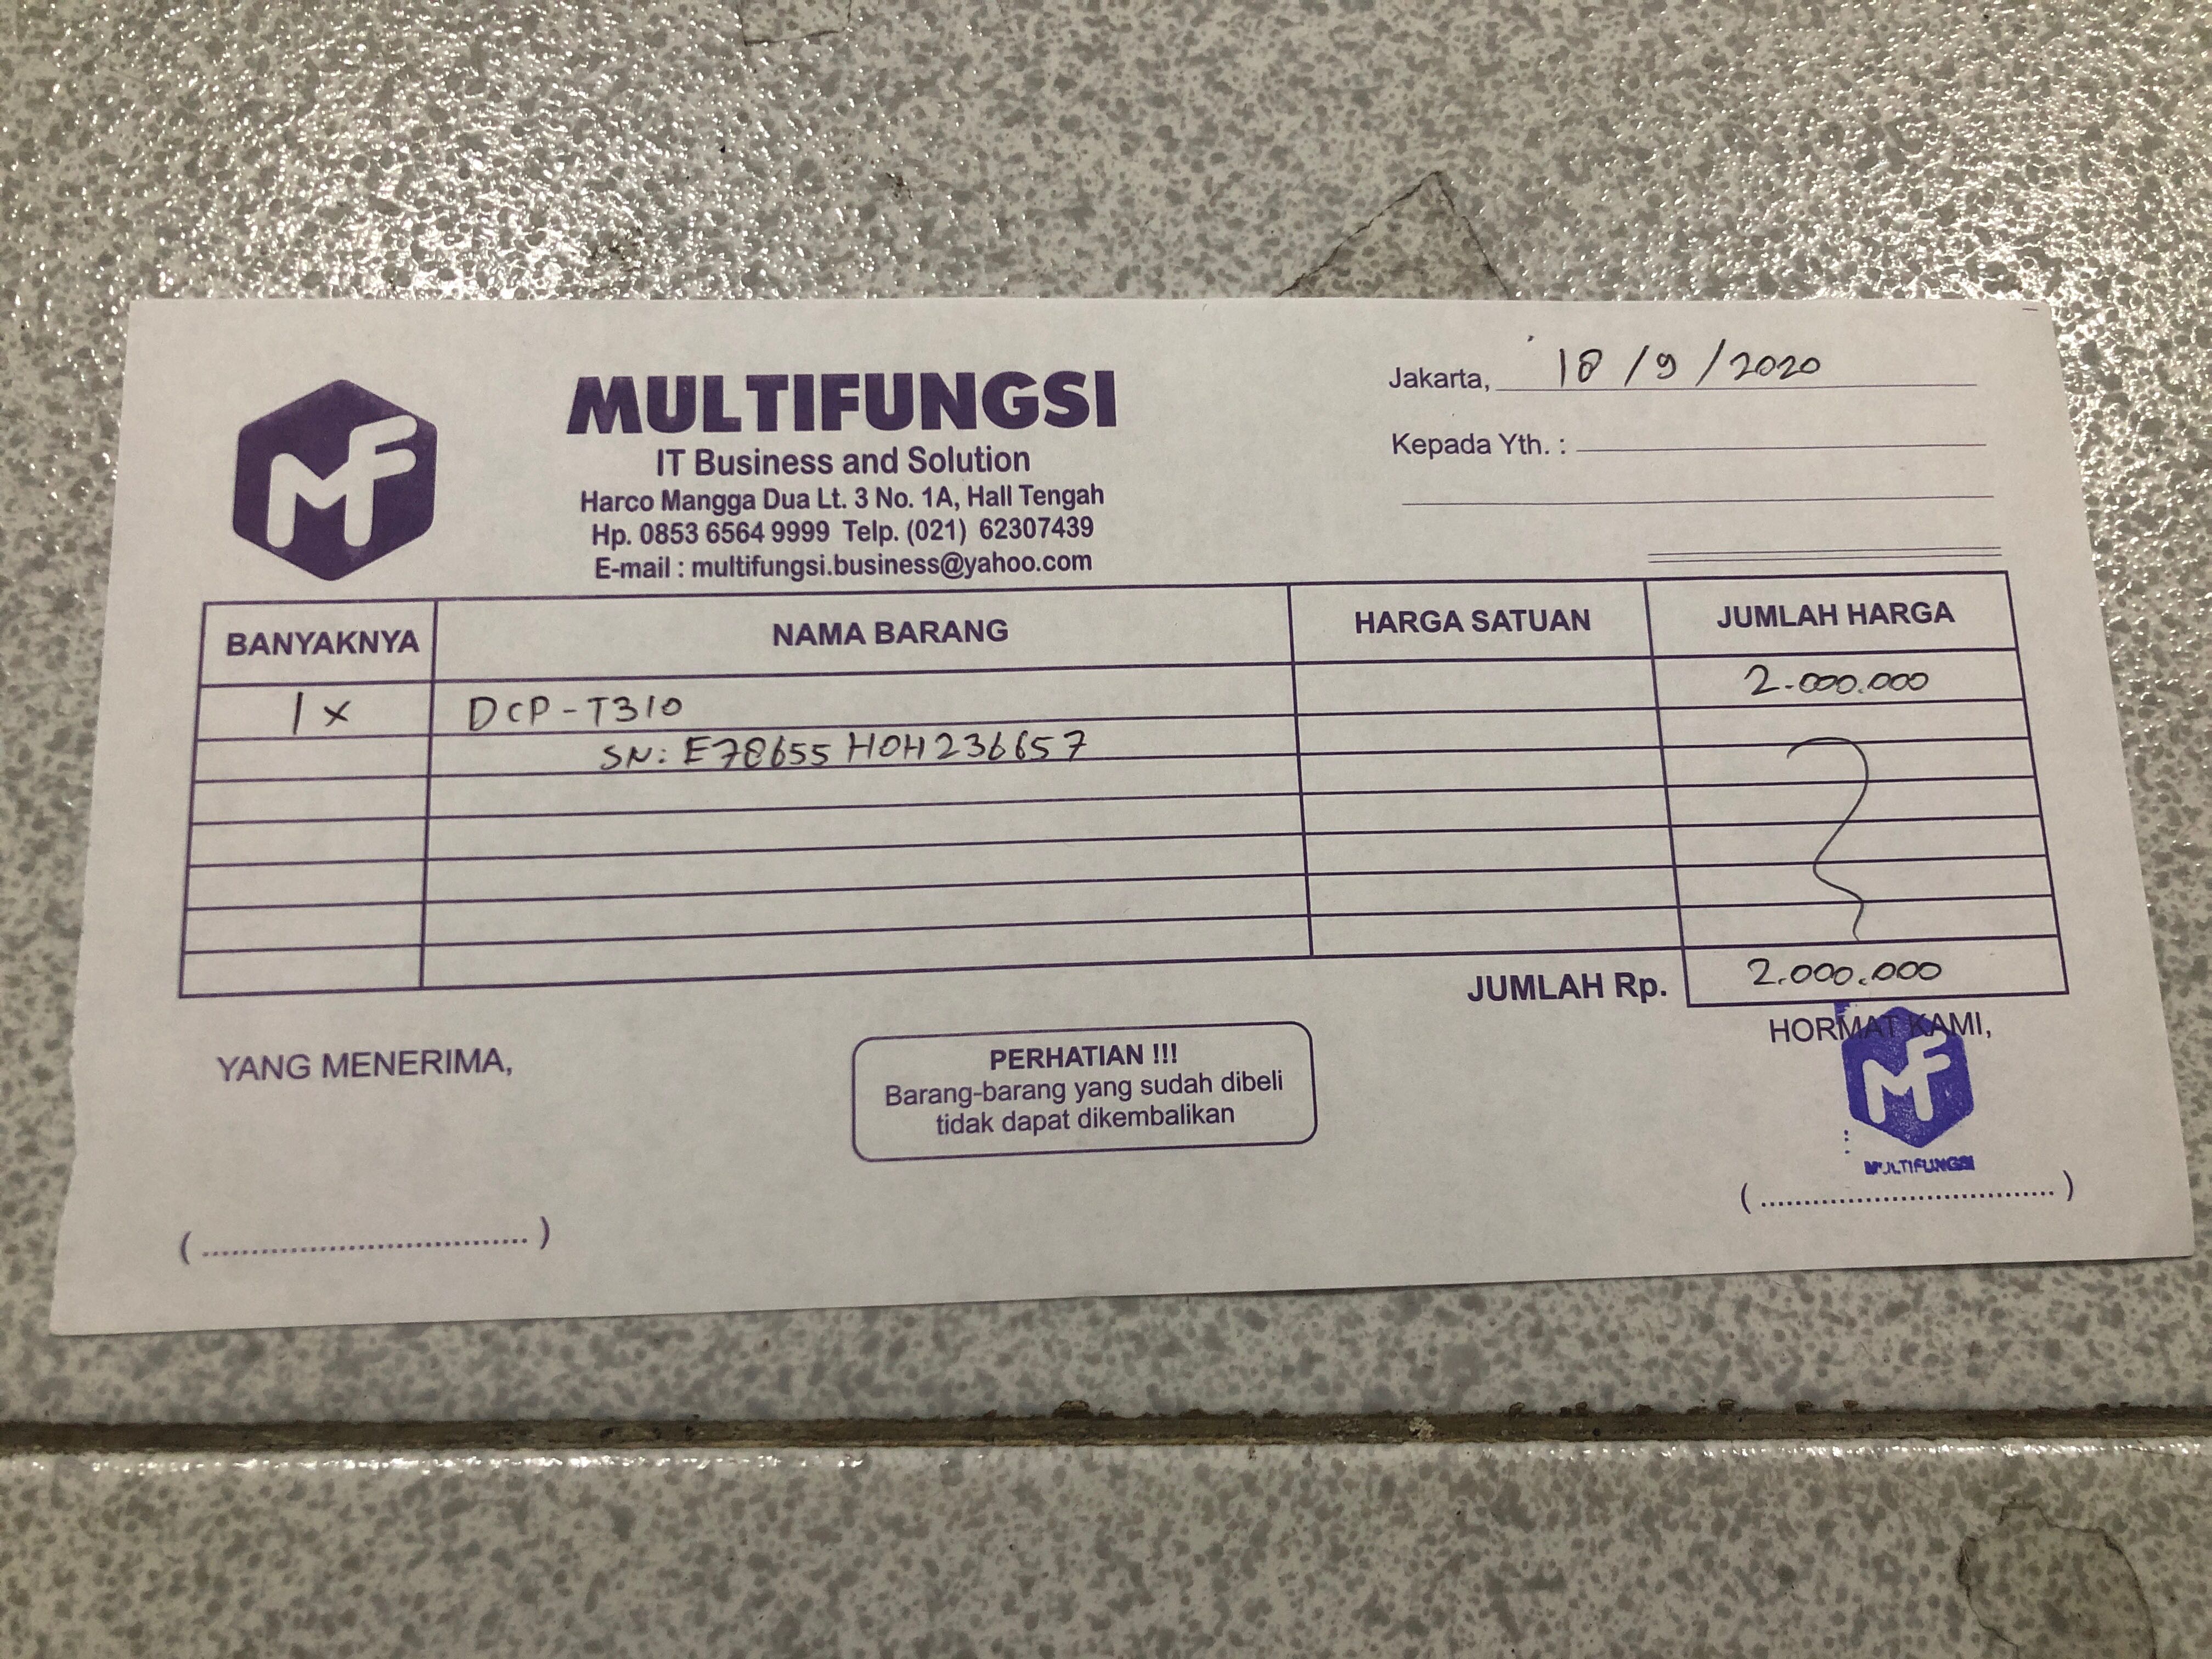 MF
MULTIFUNGSI
IT Business and Solution
Harco Mangga Dua Lt. 3 No. 1A, Hall Tengah
Hp. 0853 6564 9999 Telp. (021) 62307439
E-mail : multifungsi.business@yahoo.com
Jakarta, 18/9/2020
Kepada Yth. :
BANYAKNYA NAMA BARANG HARGA SATUAN JUMLAH HARGA
1 x DCP-T310 2.000.000
SN: E78655H0H236657
JUMLAH Rp. 2.000.000
YANG MENERIMA,
PERHATIAN !!!
Barang-barang yang sudah dibeli
tidak dapat dikembalikan
HORMAT KAMI,
MF
MULTIFUNGSI
(..................................)
(..................................)